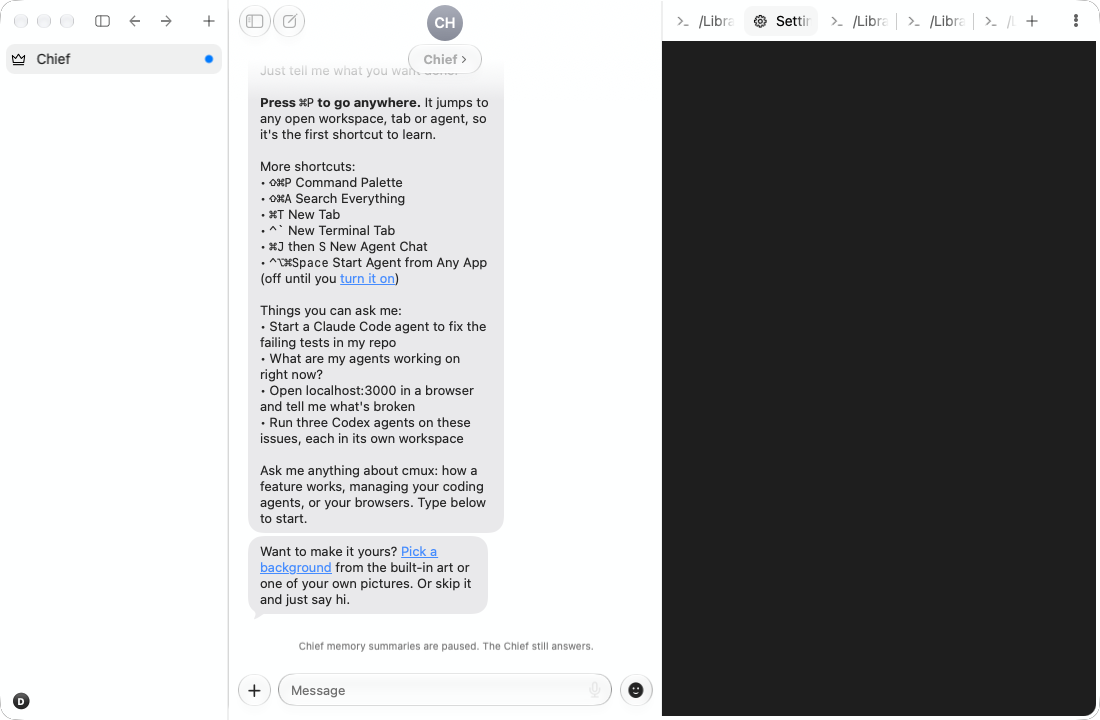 CH
/Libra
Settin
/Libra
/Libra
Chief
Chief
Just tell me what you want done.
Press ⌘P to go anywhere. It jumps to
any open workspace, tab or agent, so
it's the first shortcut to learn.
More shortcuts:
• ⇧⌘P Command Palette
• ⇧⌘A Search Everything
• ⌘T New Tab
• ^` New Terminal Tab
• ⌘J then S New Agent Chat
• ^⌥⌘Space Start Agent from Any App
(off until you turn it on)
Things you can ask me:
• Start a Claude Code agent to fix the
failing tests in my repo
• What are my agents working on
right now?
• Open localhost:3000 in a browser
and tell me what's broken
• Run three Codex agents on these
issues, each in its own workspace
Ask me anything about cmux: how a
feature works, managing your coding
agents, or your browsers. Type below
to start.
Want to make it yours? Pick a
background from the built-in art or
one of your own pictures. Or skip it
and just say hi.
Chief memory summaries are paused. The Chief still answers.
Message
D